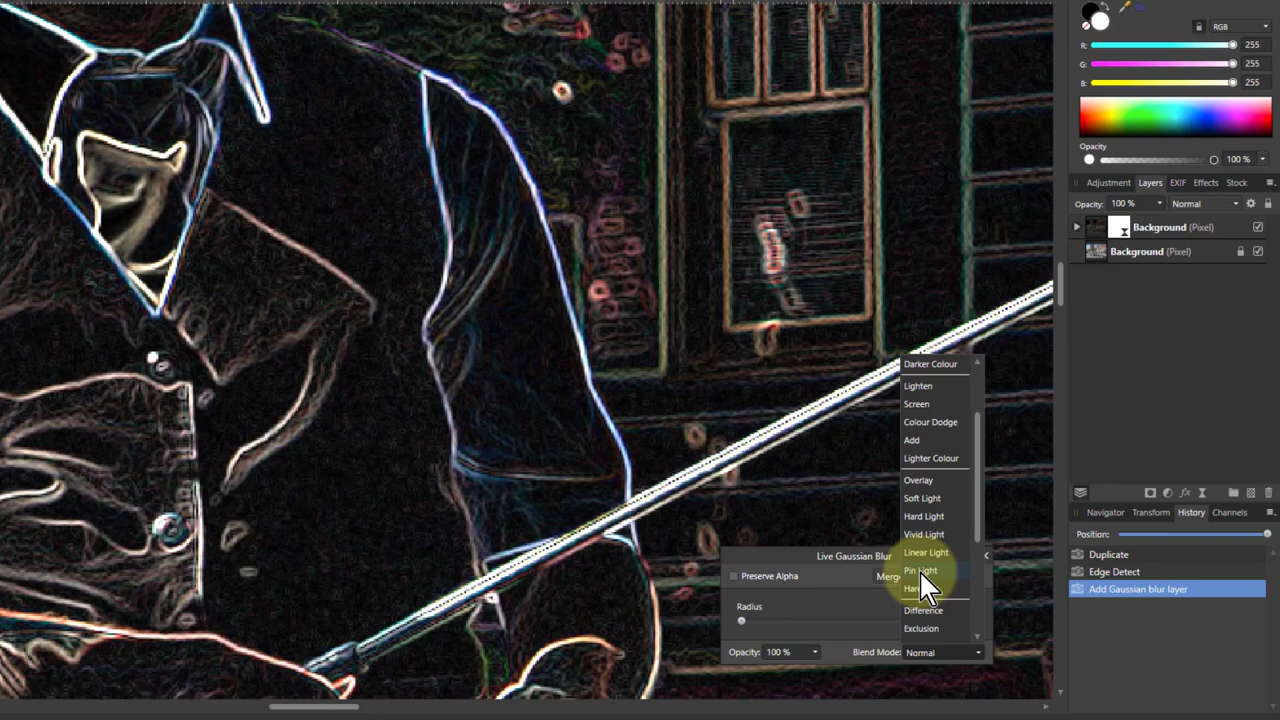 RGB
R: 255
G: 255
B: 255
Opacity
100 %
Adjustment Layers EXIF Effects Stock
Opacity: 100 % Normal
Background (Pixel)
Background (Pixel)
Navigator Transform History Channels
Position:
Duplicate
Edge Detect
Add Gaussian blur layer
Darker Colour
Lighten
Screen
Colour Dodge
Add
Lighter Colour
Overlay
Soft Light
Hard Light
Vivid Light
Linear Light
Pin Light
Difference
Exclusion
Live Gaussian Blur
Preserve Alpha
Radius
Opacity: 100 % Blend Mode: Normal